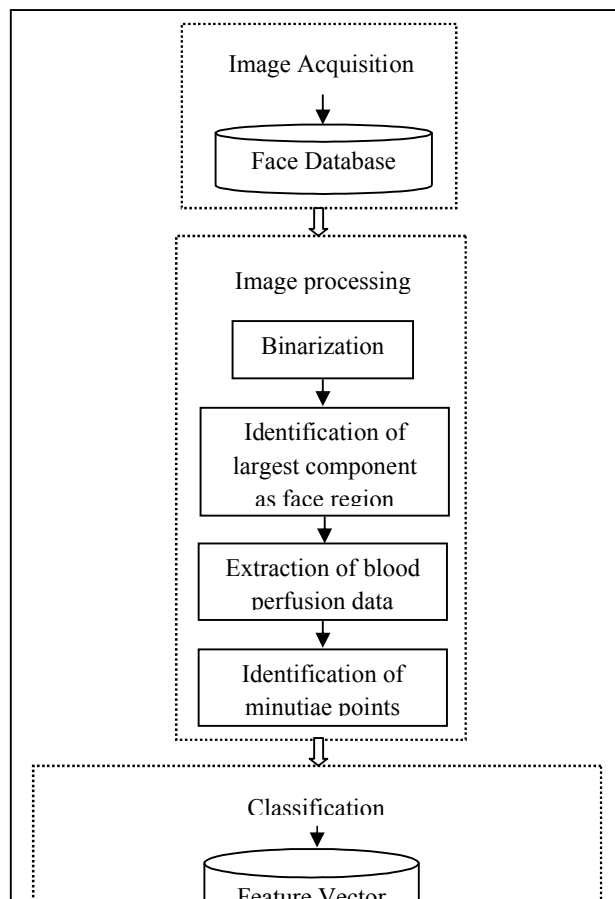 Image Acquisition
Face Database
Image processing
Binarization
Identification of
largest component
as face region
Extraction of blood
perfusion data
Identification of
minutiae points
Classification
Feature Vector